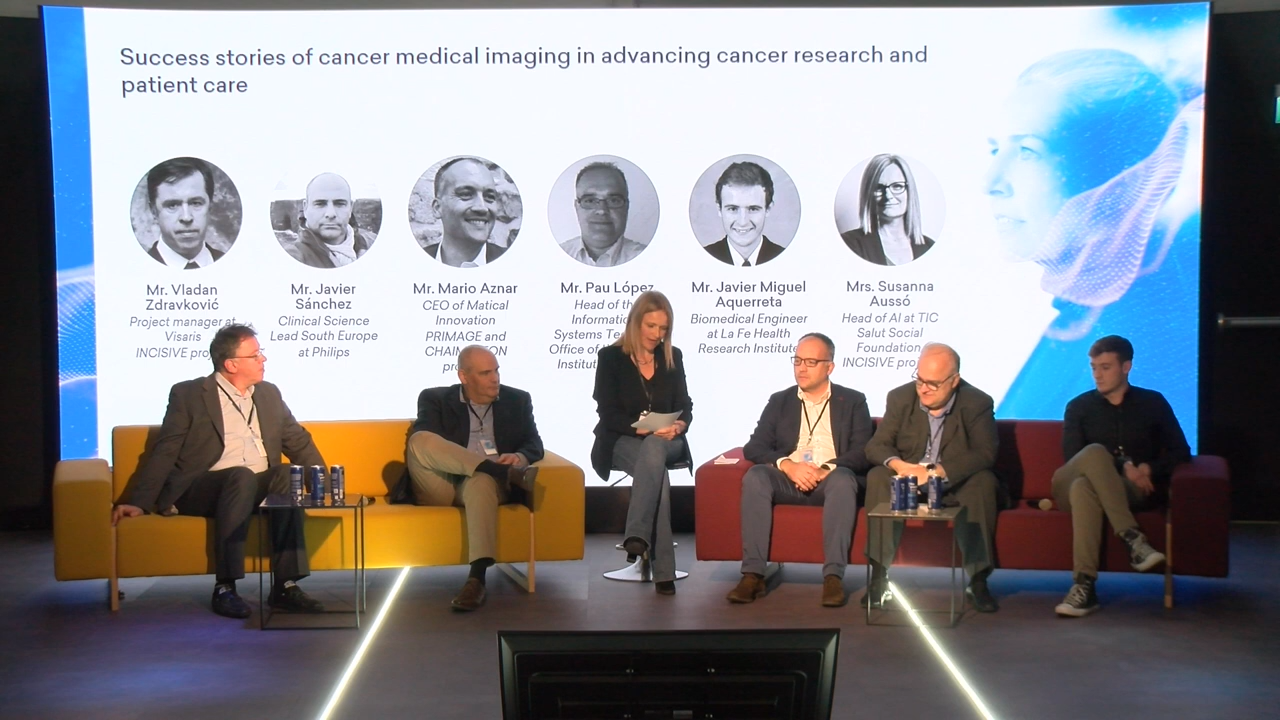 Success stories of cancer medical imaging in advancing cancer research and
patient care
Mr. Vladan
Zdravković
Project manager at
Visaris
INCISIVE
Mr. Javier
Sánchez
Clinical Science
Lead South Europe
at Philips
Mr. Mario Aznar
CEO of Matical
Innovation
PRIMAGE and
Mr. Pau López
Head of
Systems
Office of
Mr. Javier Miguel
Aquerreta
Biomedical Engineer
at La Fe Health
Research Institute
Mrs. Susanna
Aussó
Head of AI at TIC
Salut Social
Foundation
INCISIVE